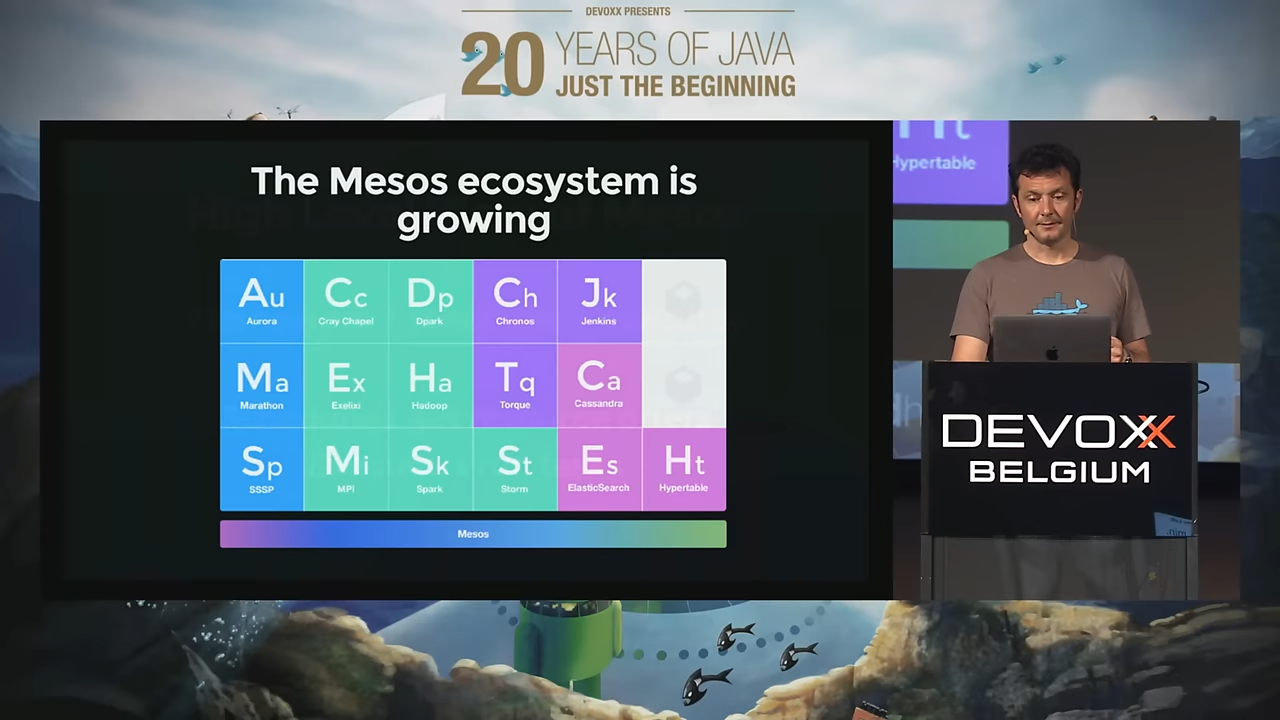 DEVOXX PRESENTS
20 YEARS OF JAVA
JUST THE BEGINNING
The Mesos ecosystem is
growing
Au Cc Dp Ch Jk
Aurora Cray Chapel Dpark Chronos Jenkins
Ma Ex Ha Tq Ca
Marathon Exelixi Hadoop Torque Cassandra
Sp Mi Sk St Es Ht
SSSP MPI Spark Storm ElasticSearch Hypertable
Mesos
Ht
Hypertable
DEVOXX
BELGIUM